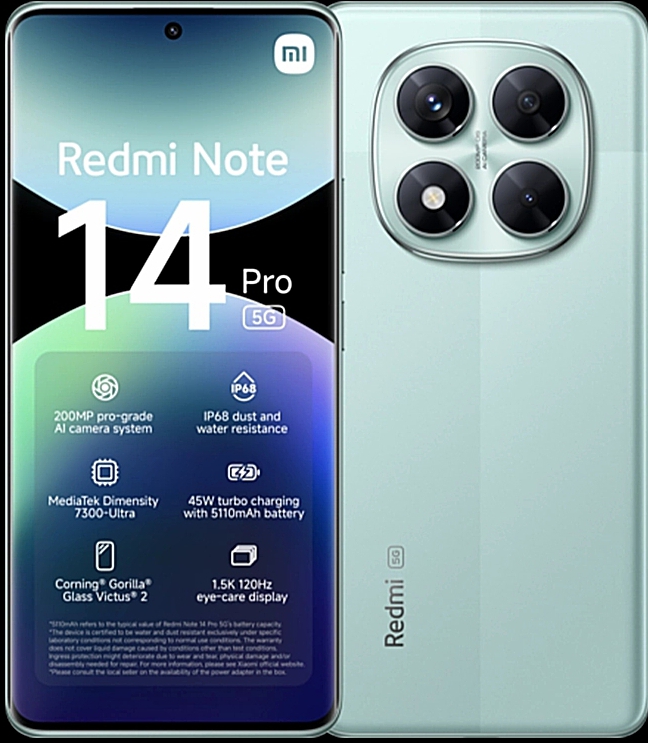 mi
Redmi Note
14 Pro
5G
200MP pro-grade
AI camera system
IP68
IP68 dust and
water resistance
MediaTek Dimensity
7300-Ultra
45W turbo charging
with 5110mAh battery
Corning® Gorilla®
Glass Victus® 2
1.5K 120Hz
eye-care display
*5110mAh refers to the typical value of Redmi Note 14 Pro 5G's battery capacity.
*The device is certified to be water and dust resistant exclusively under specific
laboratory conditions not corresponding to normal use conditions. The warranty
does not cover liquid damage caused by conditions other than test conditions.
Ingress protection might deteriorate due to wear and tear, physical damage and/or
disassembly needed for repair. For more information, please see Xiaomi official website.
*Please consult the local seller on the availability of the power adapter in the box.
200MP OIS
AI CAMERA
Redmi 5G